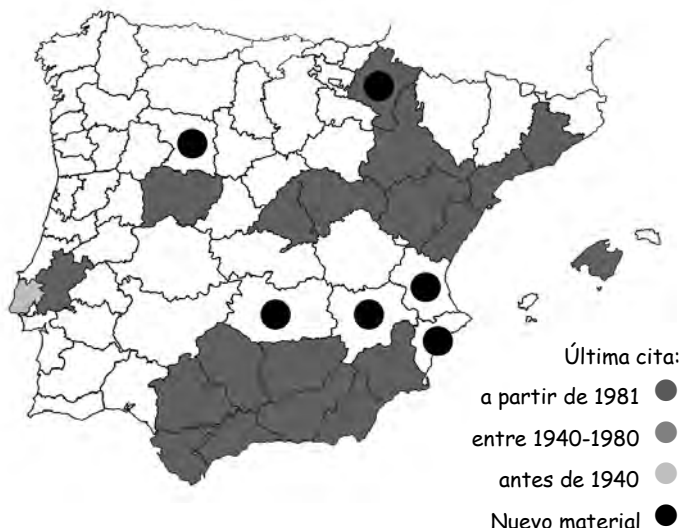 Última cita:
a partir de 1981
entre 1940-1980
antes de 1940
Nuevo material